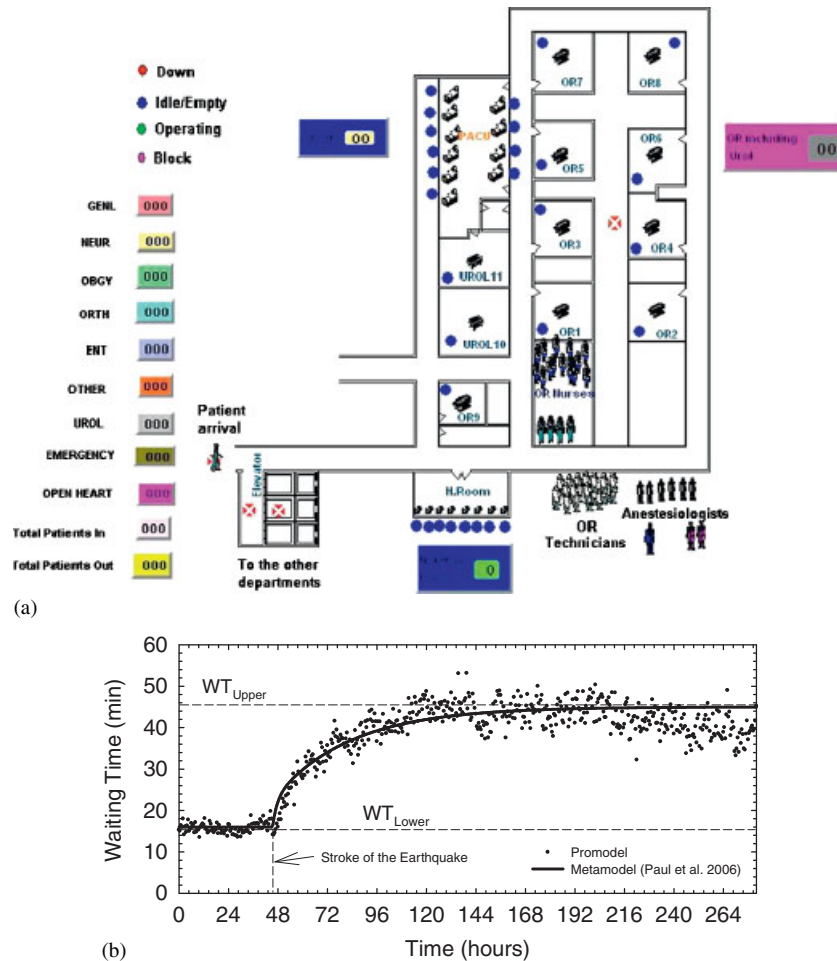 Down
Idle/Empty
Operating
Block
00
PACU
OR7
OR8
OR5
OR6
OR including
Urol
00
OR3
OR4
UROL11
UROL10
OR1
OR2
OR Nurses
OR9
GENL 000
NEUR 000
OBGY 000
ORTH 000
ENT 000
OTHER 000
UROL 000
EMERGENCY 000
OPEN HEART 000
Total Patients In 000
Total Patients Out 000
Patient
arrival
Elevator
To the other
departments
H.Room
0
OR
Technicians
Anestesiologists
(a)
60
50
40
30
20
10
0
Waiting Time (min)
WTUpper
WTLower
Stroke of the Earthquake
Promodel
Metamodel (Paul et al. 2006)
0 24 48 72 96 120 144 168 192 216 240 264
Time (hours)
(b)